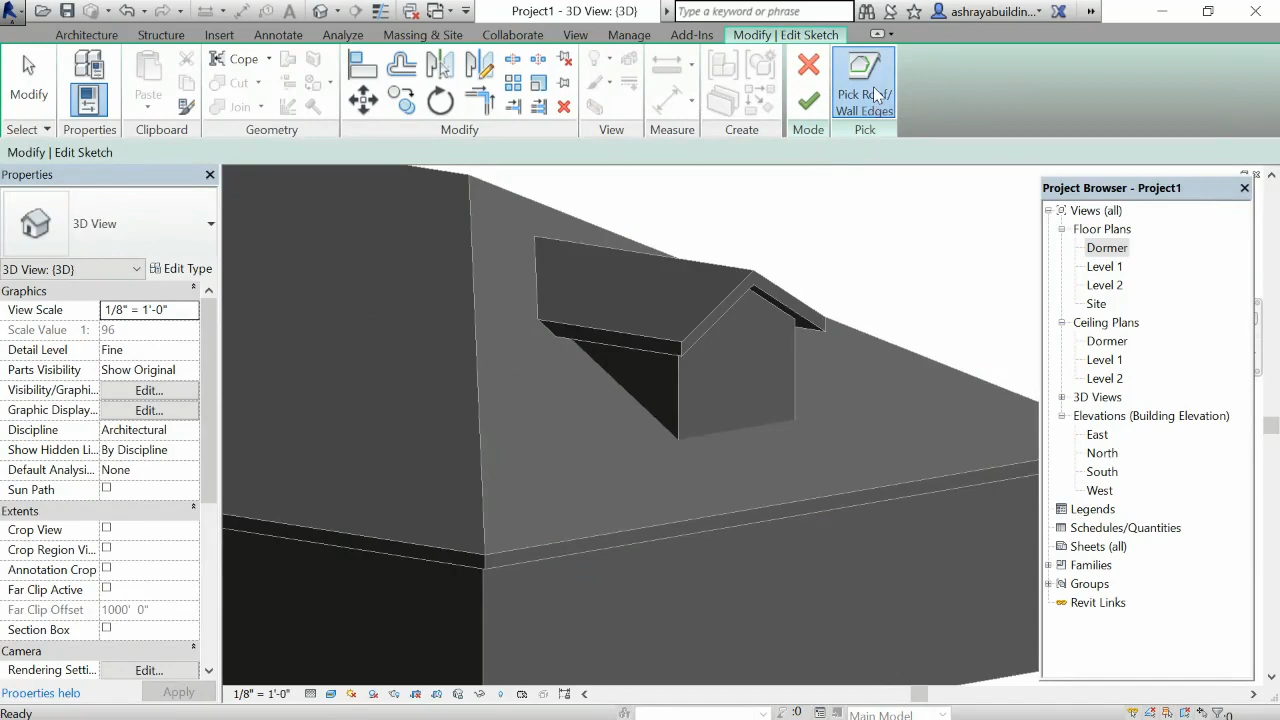 Project1 - 3D View: {3D}
Type a keyword or phrase
ashrayabuildin...
Architecture
Structure
Insert
Annotate
Analyze
Massing & Site
Collaborate
View
Manage
Add-Ins
Modify | Edit Sketch
Modify
Properties
Paste
Cope
Cut
Join
Pick Roof/
Wall Edges
Select
Properties
Clipboard
Geometry
Modify
View
Measure
Create
Mode
Pick
Modify | Edit Sketch
Properties
3D View
3D View: {3D}
Edit Type
Graphics
View Scale
1/8" = 1'-0"
Scale Value 1:
96
Detail Level
Fine
Parts Visibility
Show Original
Visibility/Graphi...
Edit...
Graphic Display...
Edit...
Discipline
Architectural
Show Hidden Li...
By Discipline
Default Analysi...
None
Sun Path
Extents
Crop View
Crop Region Vi...
Annotation Crop
Far Clip Active
Far Clip Offset
1000' 0"
Section Box
Camera
Rendering Setti...
Edit...
Properties help
Apply
Project Browser - Project1
Views (all)
Floor Plans
Dormer
Level 1
Level 2
Site
Ceiling Plans
Dormer
Level 1
Level 2
3D Views
Elevations (Building Elevation)
East
North
South
West
Legends
Schedules/Quantities
Sheets (all)
Families
Groups
Revit Links
1/8" = 1'-0"
Ready
:0
Main Model
:0